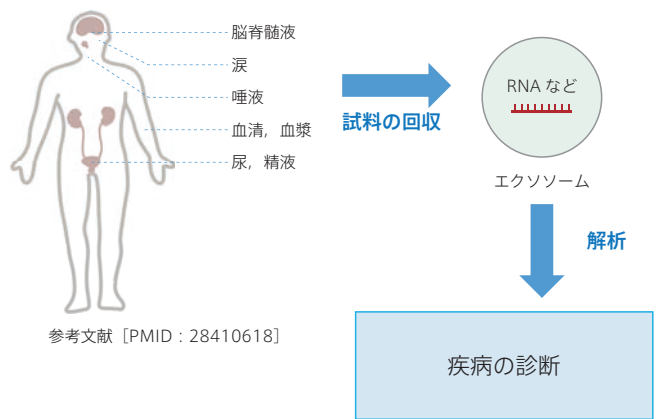 脳脊髄液
涙
唾液
血清，血漿
尿，精液
試料の回収
RNA など
エクソソーム
解析
疾病の診断
参考文献［PMID：28410618］